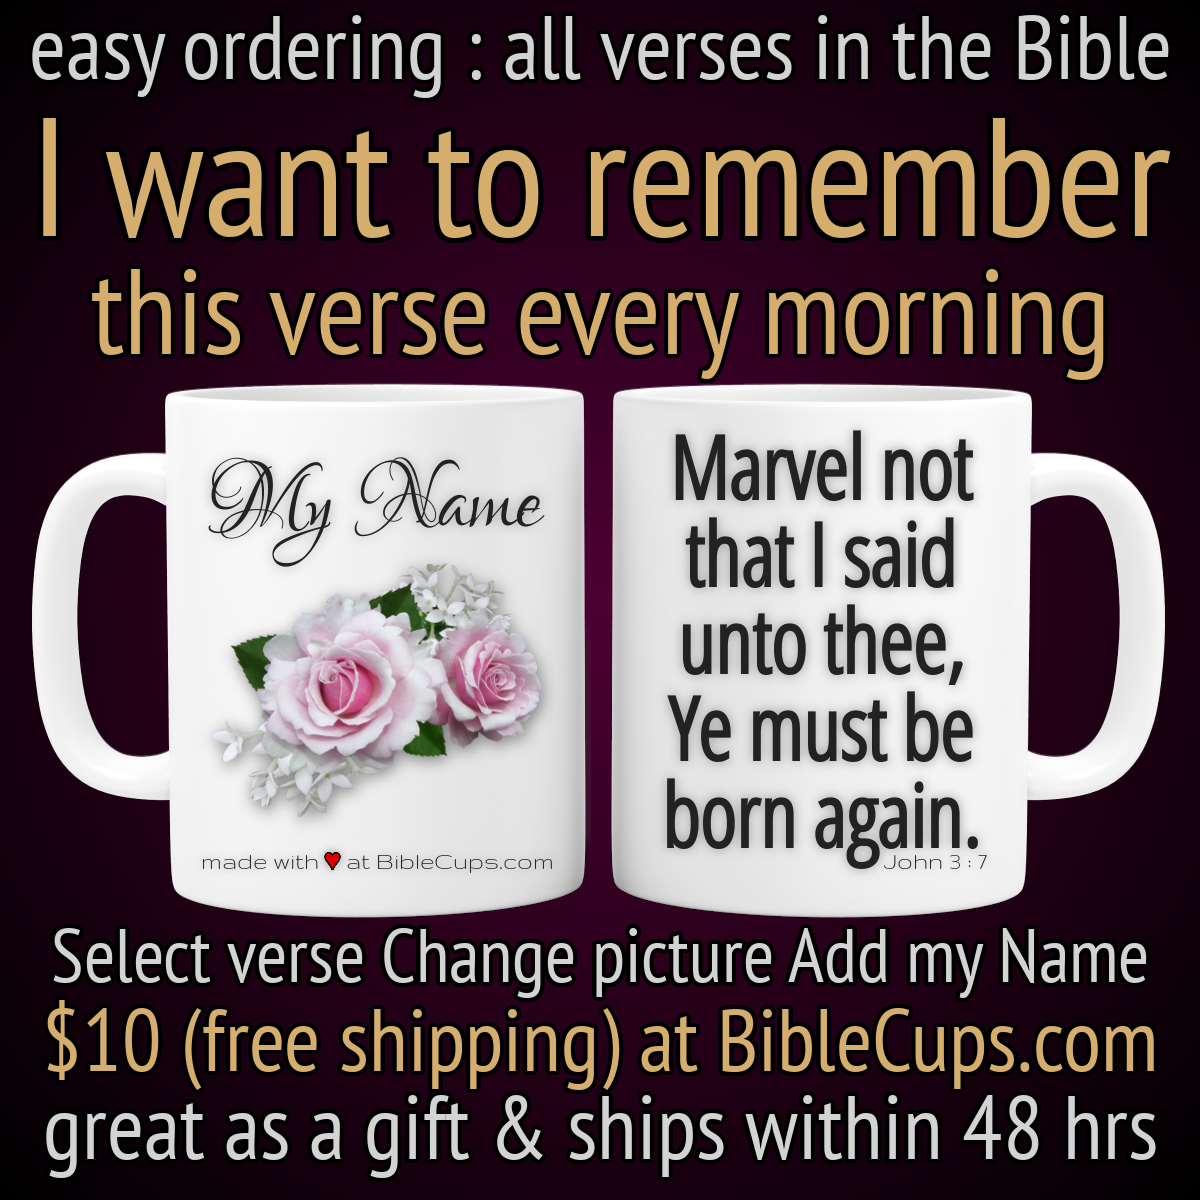 easy ordering : all verses in the Bible
I want to remember
this verse every morning
My Name
made with at BibleCups.com
Marvel not
that I said
unto thee,
Ye must be
born again.
John 3 : 7
Select verse Change picture Add my Name
$10 (free shipping) at BibleCups.com
great as a gift & ships within 48 hrs